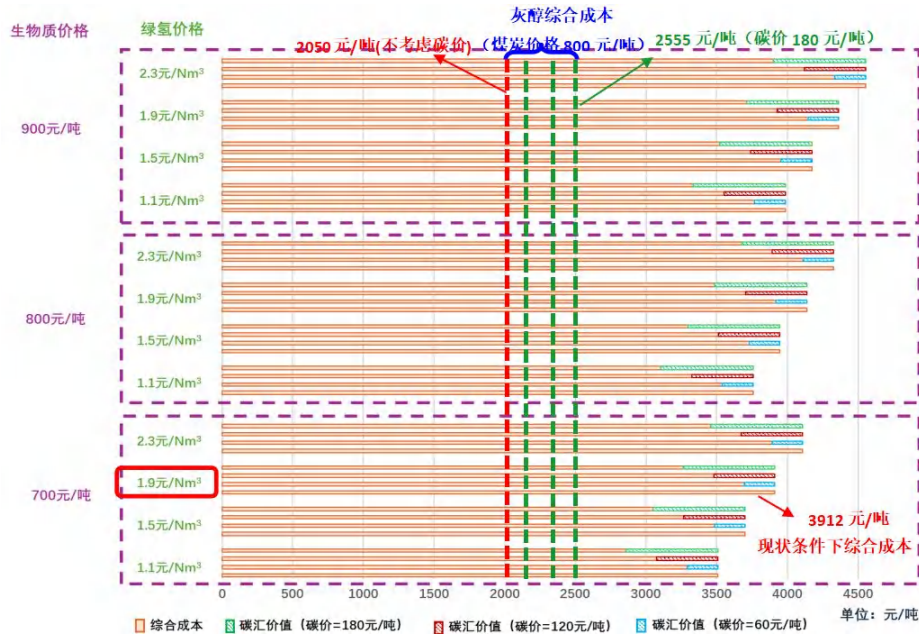 灰醇综合成本
生物质价格
绿氢价格
2050 元/吨(不考虑碳价)
（煤炭价格 800 元/吨）
2555 元/吨（碳价 180 元/吨）
900元/吨
2.3元/Nm³
1.9元/Nm³
1.5元/Nm³
1.1元/Nm³
800元/吨
2.3元/Nm³
1.9元/Nm³
1.5元/Nm³
1.1元/Nm³
700元/吨
2.3元/Nm³
1.9元/Nm³
1.5元/Nm³
1.1元/Nm³
3912 元/吨
现状条件下综合成本
0 500 1000 1500 2000 2500 3000 3500 4000 4500
单位：元/吨
综合成本 碳汇价值（碳价=180元/吨） 碳汇价值（碳价=120元/吨） 碳汇价值（碳价=60元/吨）